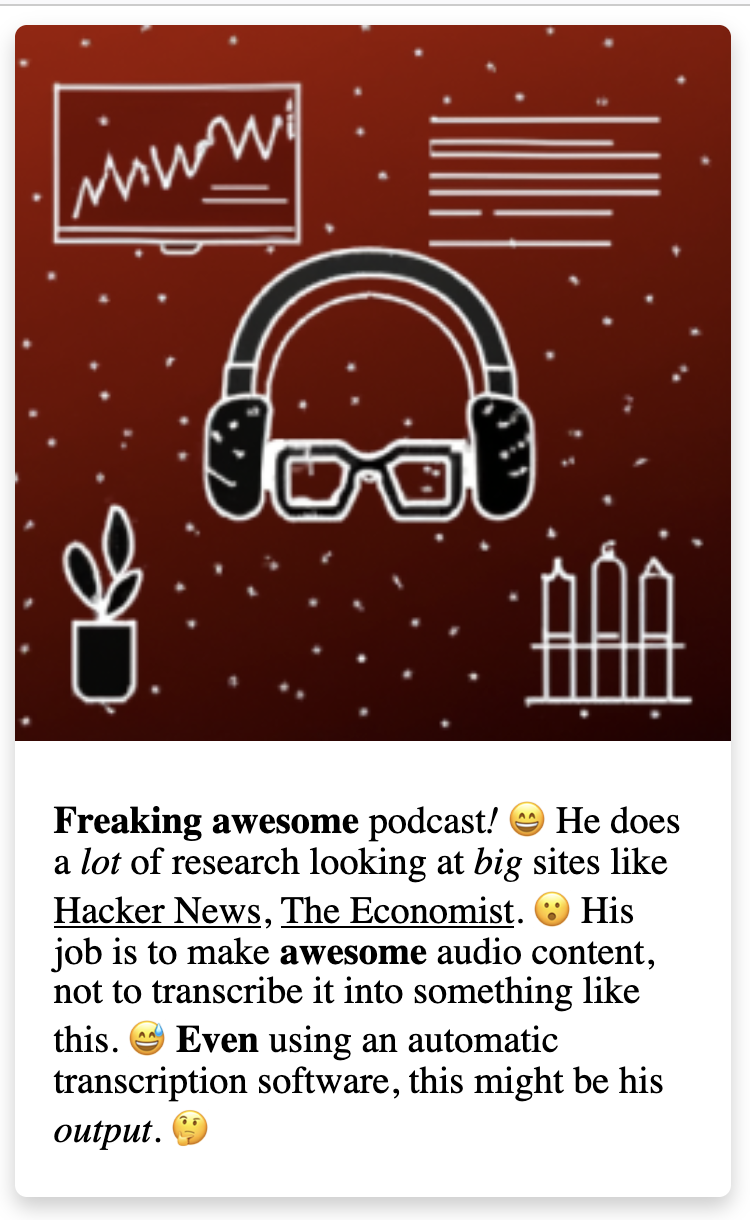 Freaking awesome podcast! 😄 He does
a lot of research looking at big sites like
Hacker News, The Economist. 😮 His
job is to make awesome audio content,
not to transcribe it into something like
this. 😅 Even using an automatic
transcription software, this might be his
output. 🤔